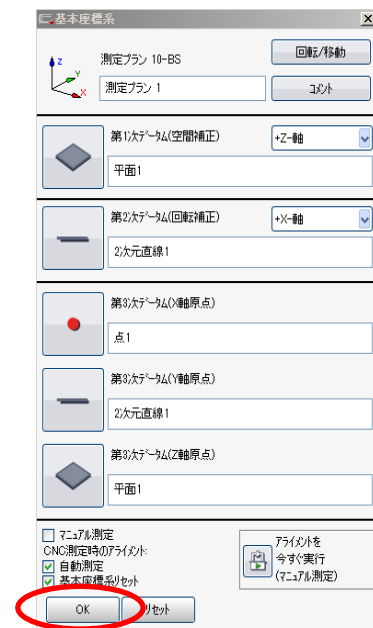 基本座標系
測定プラン 10-BS
回転/移動
測定プラン 1
コメント
Z
Y
X
第1次データム(空間補正)
+Z-軸
平面1
第2次データム(回転補正)
+X-軸
2次元直線1
第3次データム(X軸原点)
点1
第3次データム(Y軸原点)
2次元直線1
第3次データム(Z軸原点)
平面1
マニュアル測定
CNC測定時のアライメント:
自動測定
基本座標系リセット
アライメントを
今すぐ実行
(マニュアル測定)
OK
リセット